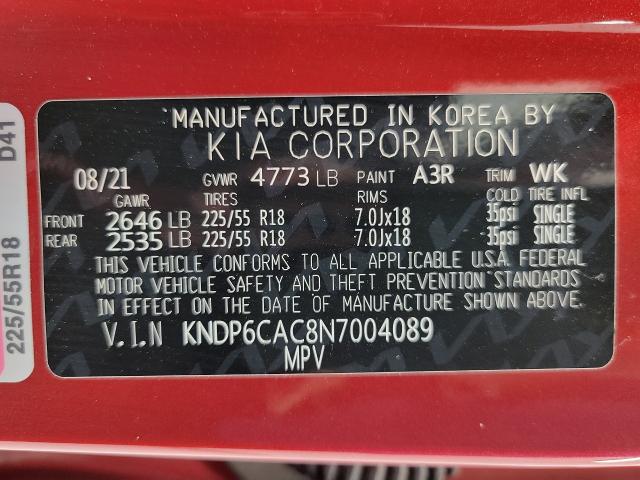 MANUFACTURED IN KOREA BY
KIA CORPORATION
08/21 GVWR 4773 LB PAINT A3R TRIM WK
GAWR TIRES RIMS COLD TIRE INFL
FRONT 2646 LB 225/55 R18 7.0Jx18 35psi SINGLE
REAR 2535 LB 225/55 R18 7.0Jx18 35psi SINGLE
THIS VEHICLE CONFORMS TO ALL APPLICABLE U.S.A. FEDERAL
MOTOR VEHICLE SAFETY AND THEFT PREVENTION STANDARDS
IN EFFECT ON THE DATE OF MANUFACTURE SHOWN ABOVE.
V.I.N KNDP6CAC8N7004089
MPV
225/55R18 D41